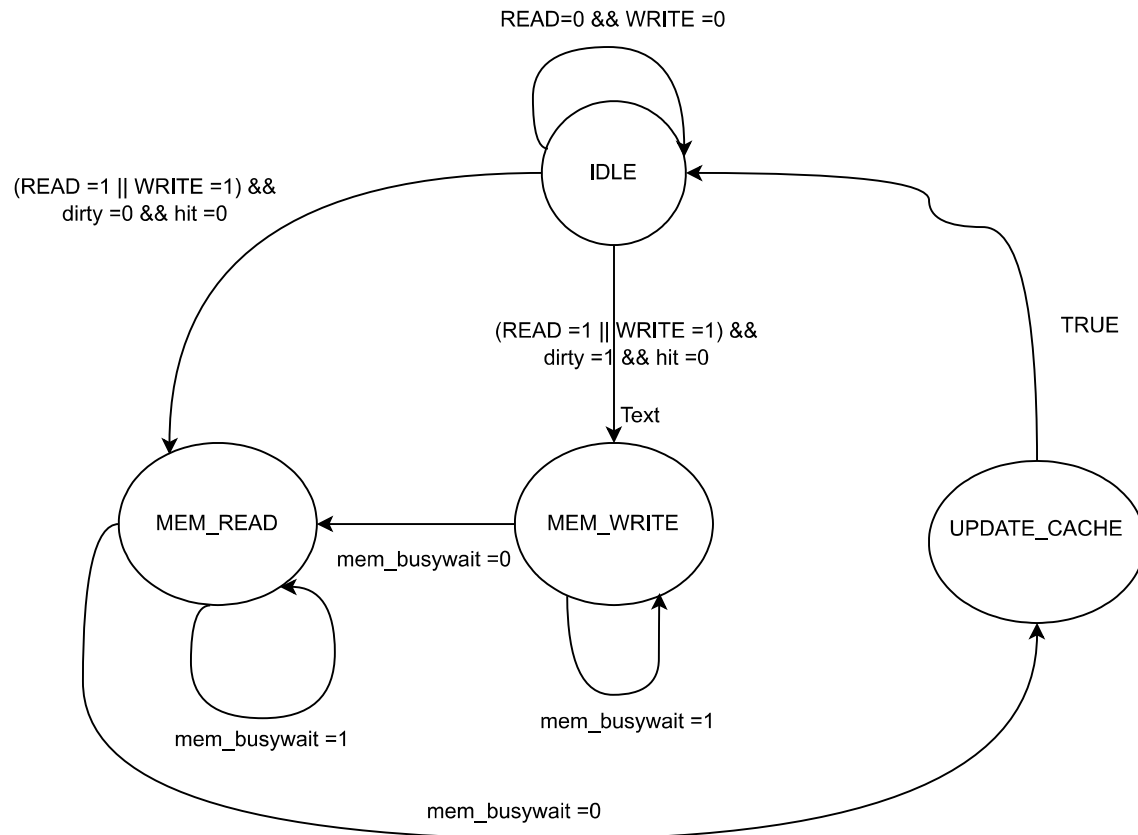 READ=0 && WRITE =0
IDLE
(READ =1 || WRITE =1) &&
dirty =0 && hit =0
(READ =1 || WRITE =1) &&
dirty =1 && hit =0
TRUE
Text
MEM_READ
MEM_WRITE
UPDATE_CACHE
mem_busywait =0
mem_busywait =1
mem_busywait =1
mem_busywait =0